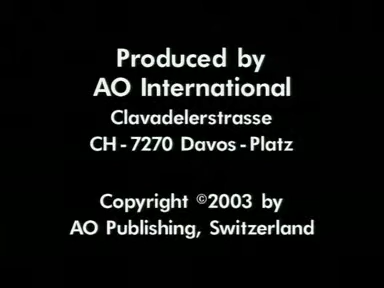 Produced by
AO International
Clavadelerstrasse
CH - 7270 Davos - Platz
Copyright ©2003 by
AO Publishing, Switzerland